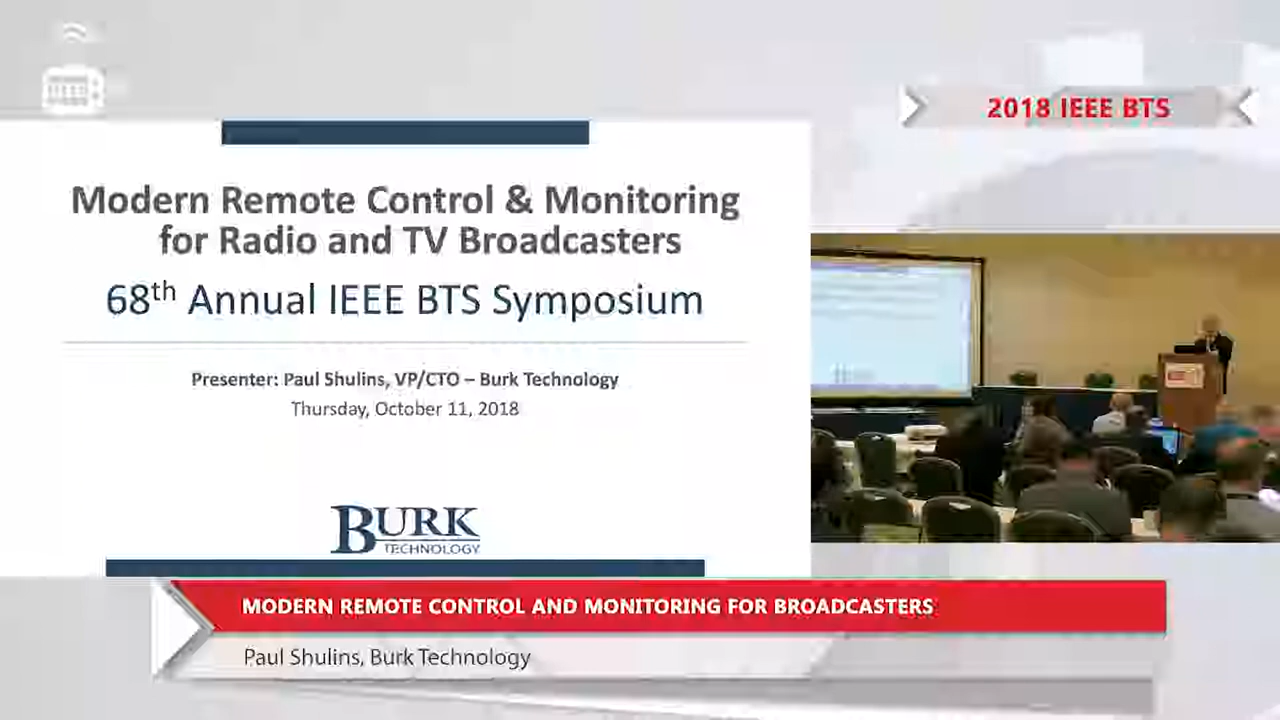 2018 IEEE BTS
Modern Remote Control & Monitoring
for Radio and TV Broadcasters
68th Annual IEEE BTS Symposium
Presenter: Paul Shulins, VP/CTO – Burk Technology
Thursday, October 11, 2018
BURK
TECHNOLOGY
MODERN REMOTE CONTROL AND MONITORING FOR BROADCASTERS
Paul Shulins, Burk Technology